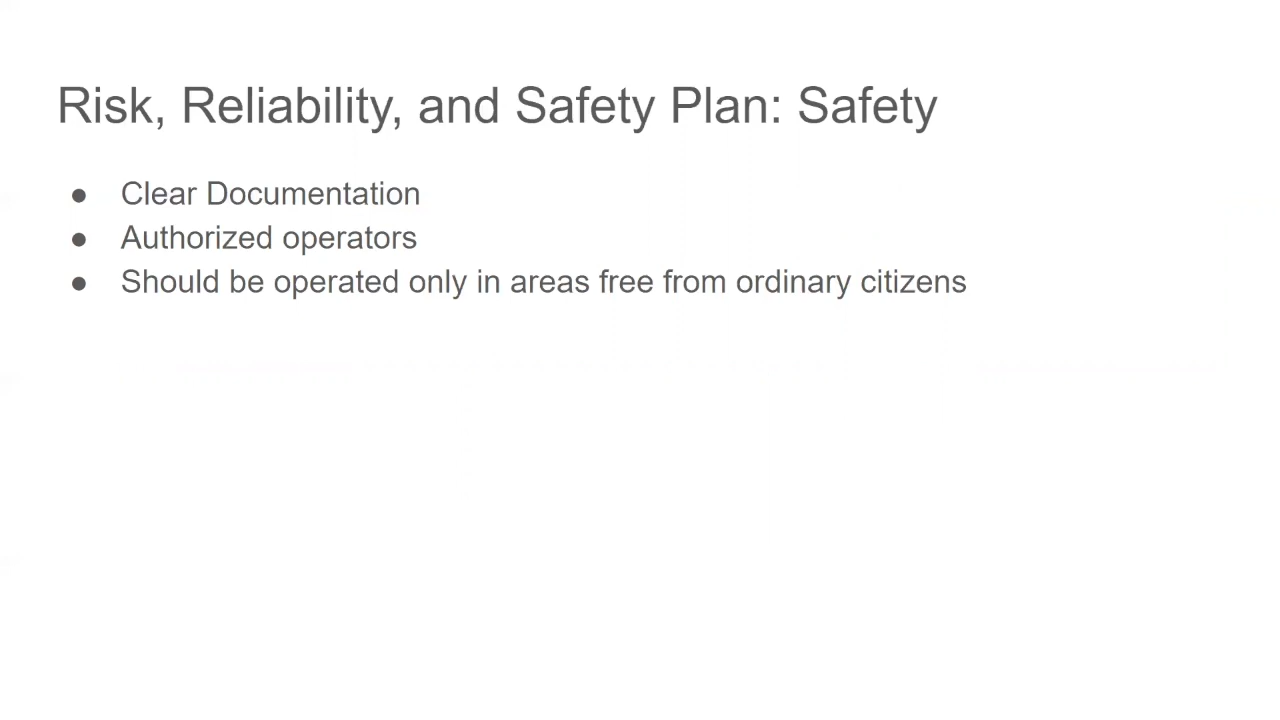 Risk, Reliability, and Safety Plan: Safety
● Clear Documentation
● Authorized operators
● Should be operated only in areas free from ordinary citizens